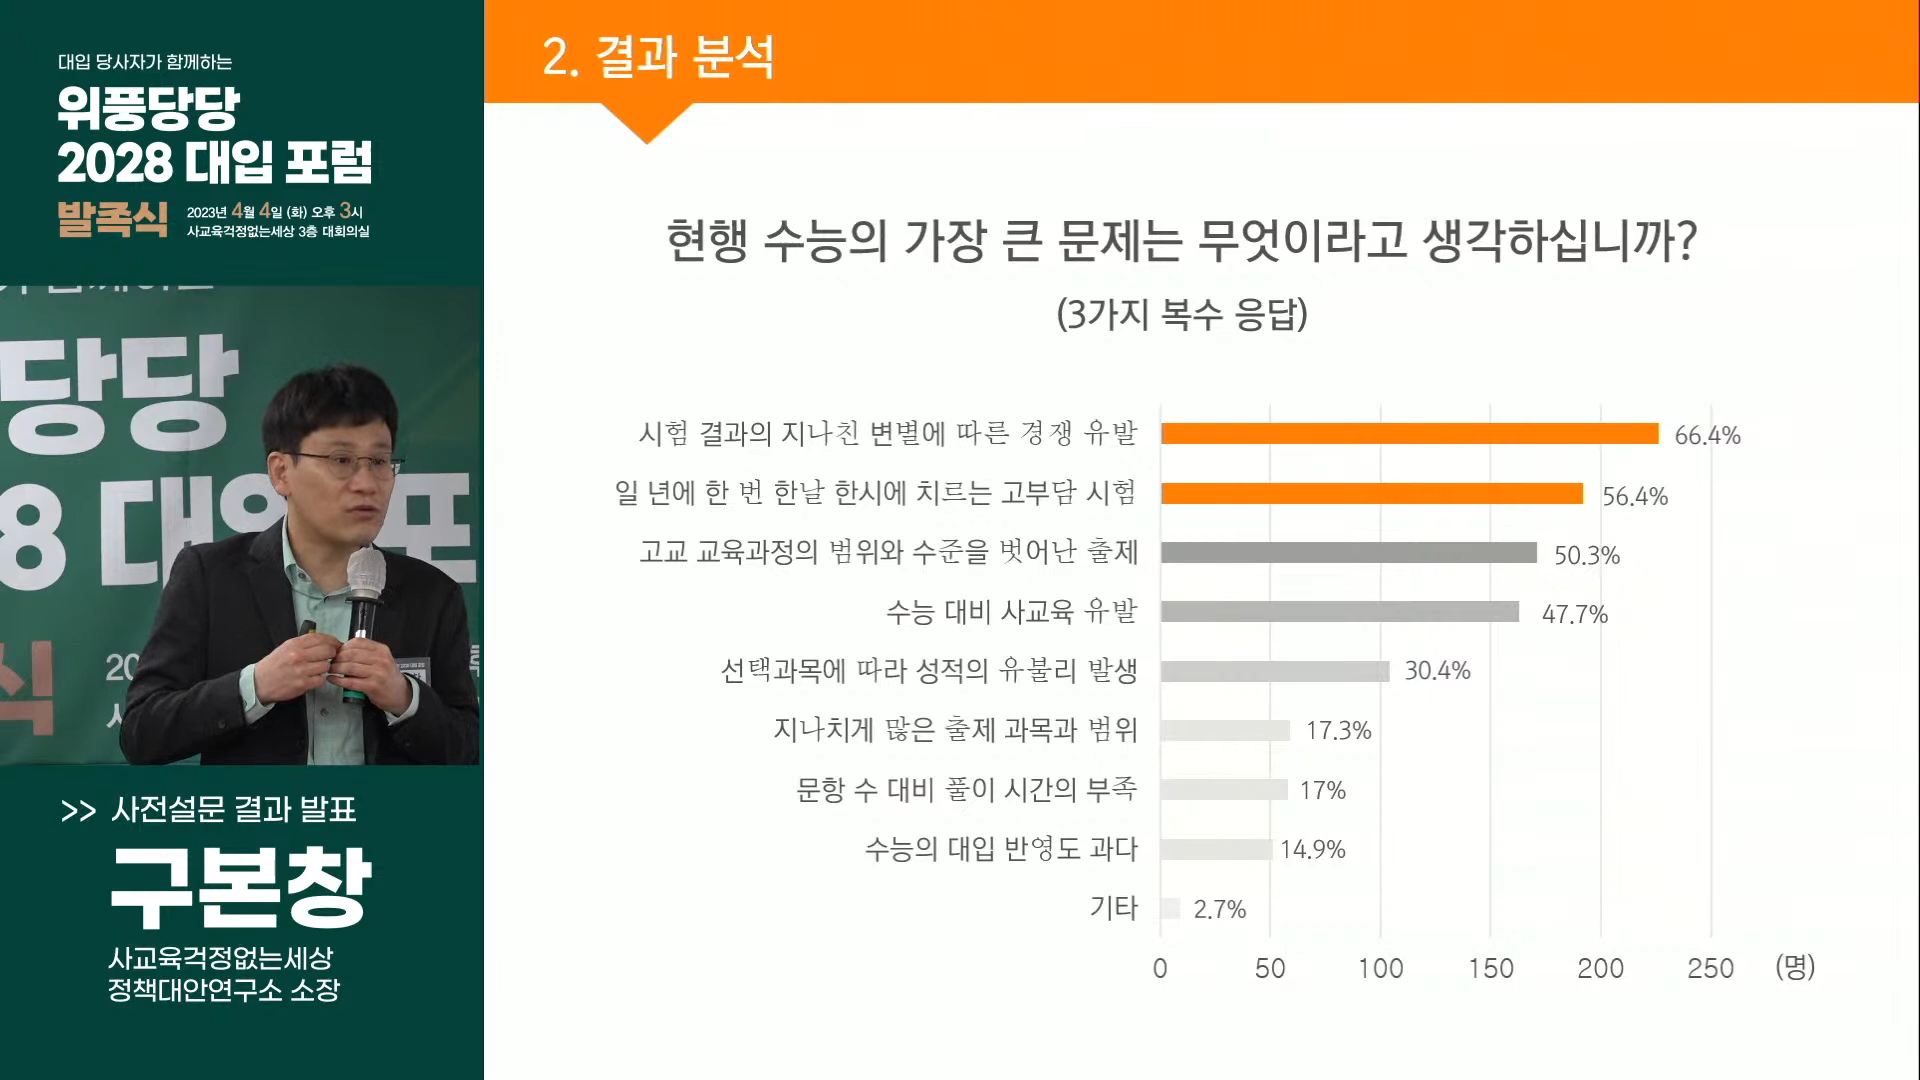 대입 당사자가 함께하는
위풍당당
2028 대입 포럼
발족식
2023년 4월 4일 (화) 오후 3시
사교육걱정없는세상 3층 대회의실
당당
8 대입 포
식
20
>> 사전설문 결과 발표
구본창
사교육걱정없는세상
정책대안연구소 소장
2. 결과 분석
현행 수능의 가장 큰 문제는 무엇이라고 생각하십니까?
(3가지 복수 응답)
시험 결과의 지나친 변별에 따른 경쟁 유발 66.4%
일 년에 한 번 한날 한시에 치르는 고부담 시험 56.4%
고교 교육과정의 범위와 수준을 벗어난 출제 50.3%
수능 대비 사교육 유발 47.7%
선택과목에 따라 성적의 유불리 발생 30.4%
지나치게 많은 출제 과목과 범위 17.3%
문항 수 대비 풀이 시간의 부족 17%
수능의 대입 반영도 과다 14.9%
기타 2.7%
0 50 100 150 200 250 (명)